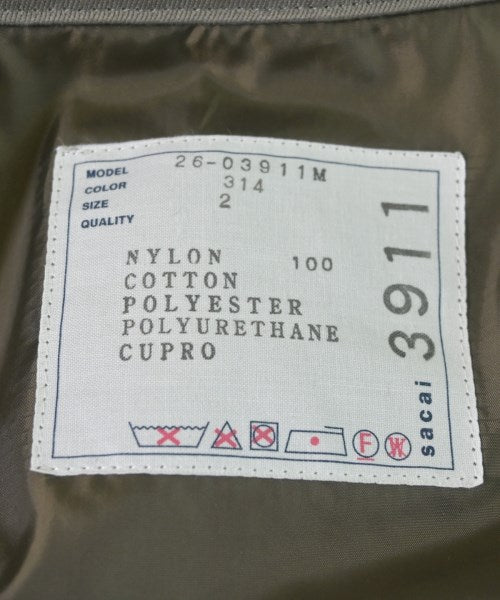 MODEL 26-03911M
COLOR 314
SIZE 2
QUALITY
NYLON 100
COTTON
POLYESTER
POLYURETHANE
CUPRO
F W
sacai 3911